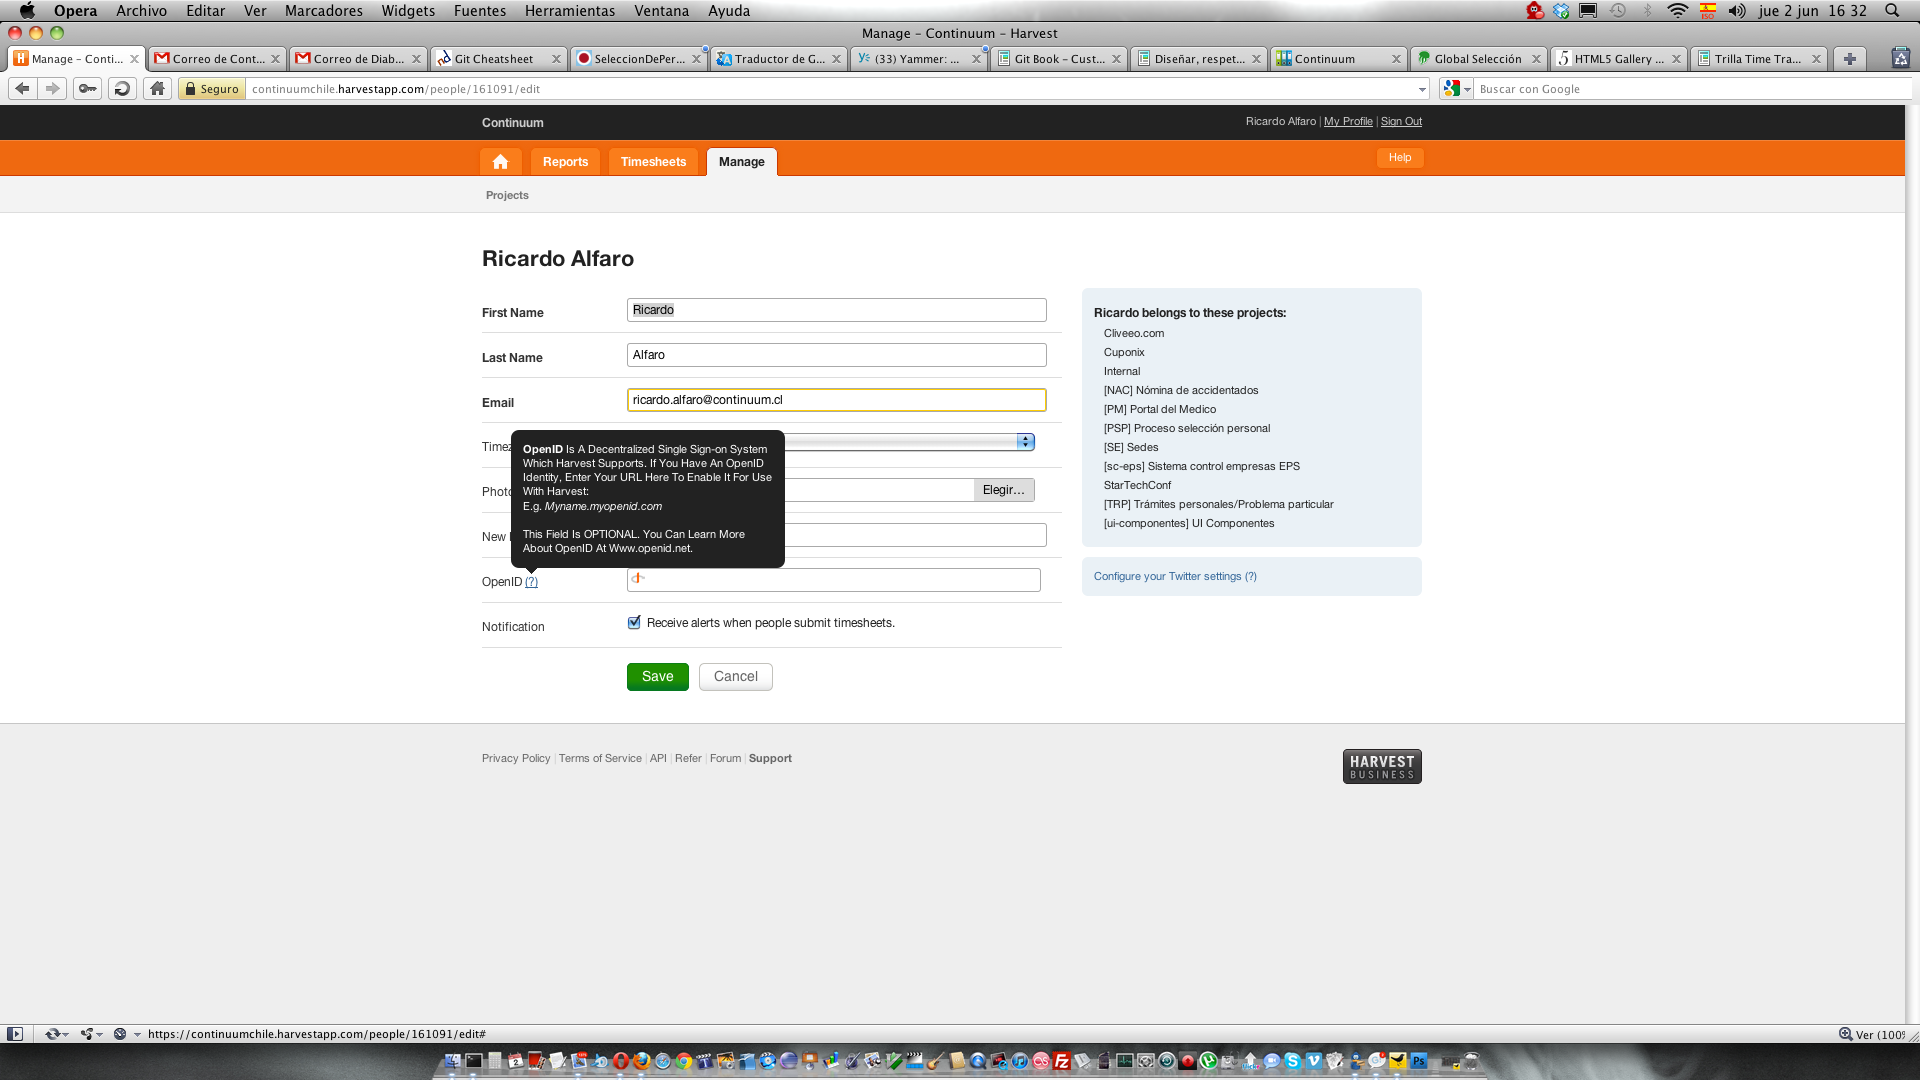 Opera Archivo Editar Ver Marcadores Widgets Fuentes Herramientas Ventana Ayuda
jue 2 jun 16 32
Manage – Continuum – Harvest
Manage – Conti...
Correo de Cont...
Correo de Diab...
Git Cheatsheet
SeleccionDePer...
Traductor de G...
(33) Yammer: ...
Git Book – Cust...
Diseñar, respet...
Continuum
Global Selección
HTML5 Gallery ...
Trilla Time Tra...
Seguro continuumchile.harvestapp.com/people/161091/edit
Buscar con Google
Continuum
Ricardo Alfaro | My Profile | Sign Out
Reports Timesheets Manage
Help
Projects
Ricardo Alfaro
First Name
Ricardo
Last Name
Alfaro
Email
ricardo.alfaro@continuum.cl
Timez
OpenID Is A Decentralized Single Sign-on System
Which Harvest Supports. If You Have An OpenID
Identity, Enter Your URL Here To Enable It For Use
With Harvest:
E.g. Myname.myopenid.com
This Field Is OPTIONAL. You Can Learn More
About OpenID At Www.openid.net.
Photo
Elegir...
New
OpenID (?)
Notification
Receive alerts when people submit timesheets.
Save Cancel
Ricardo belongs to these projects:
Cliveeo.com
Cuponix
Internal
[NAC] Nómina de accidentados
[PM] Portal del Medico
[PSP] Proceso selección personal
[SE] Sedes
[sc-eps] Sistema control empresas EPS
StarTechConf
[TRP] Trámites personales/Problema particular
[ui-componentes] UI Componentes
Configure your Twitter settings (?)
Privacy Policy | Terms of Service | API | Refer | Forum | Support
HARVEST
BUSINESS
https://continuumchile.harvestapp.com/people/161091/edit#
Ver (100%